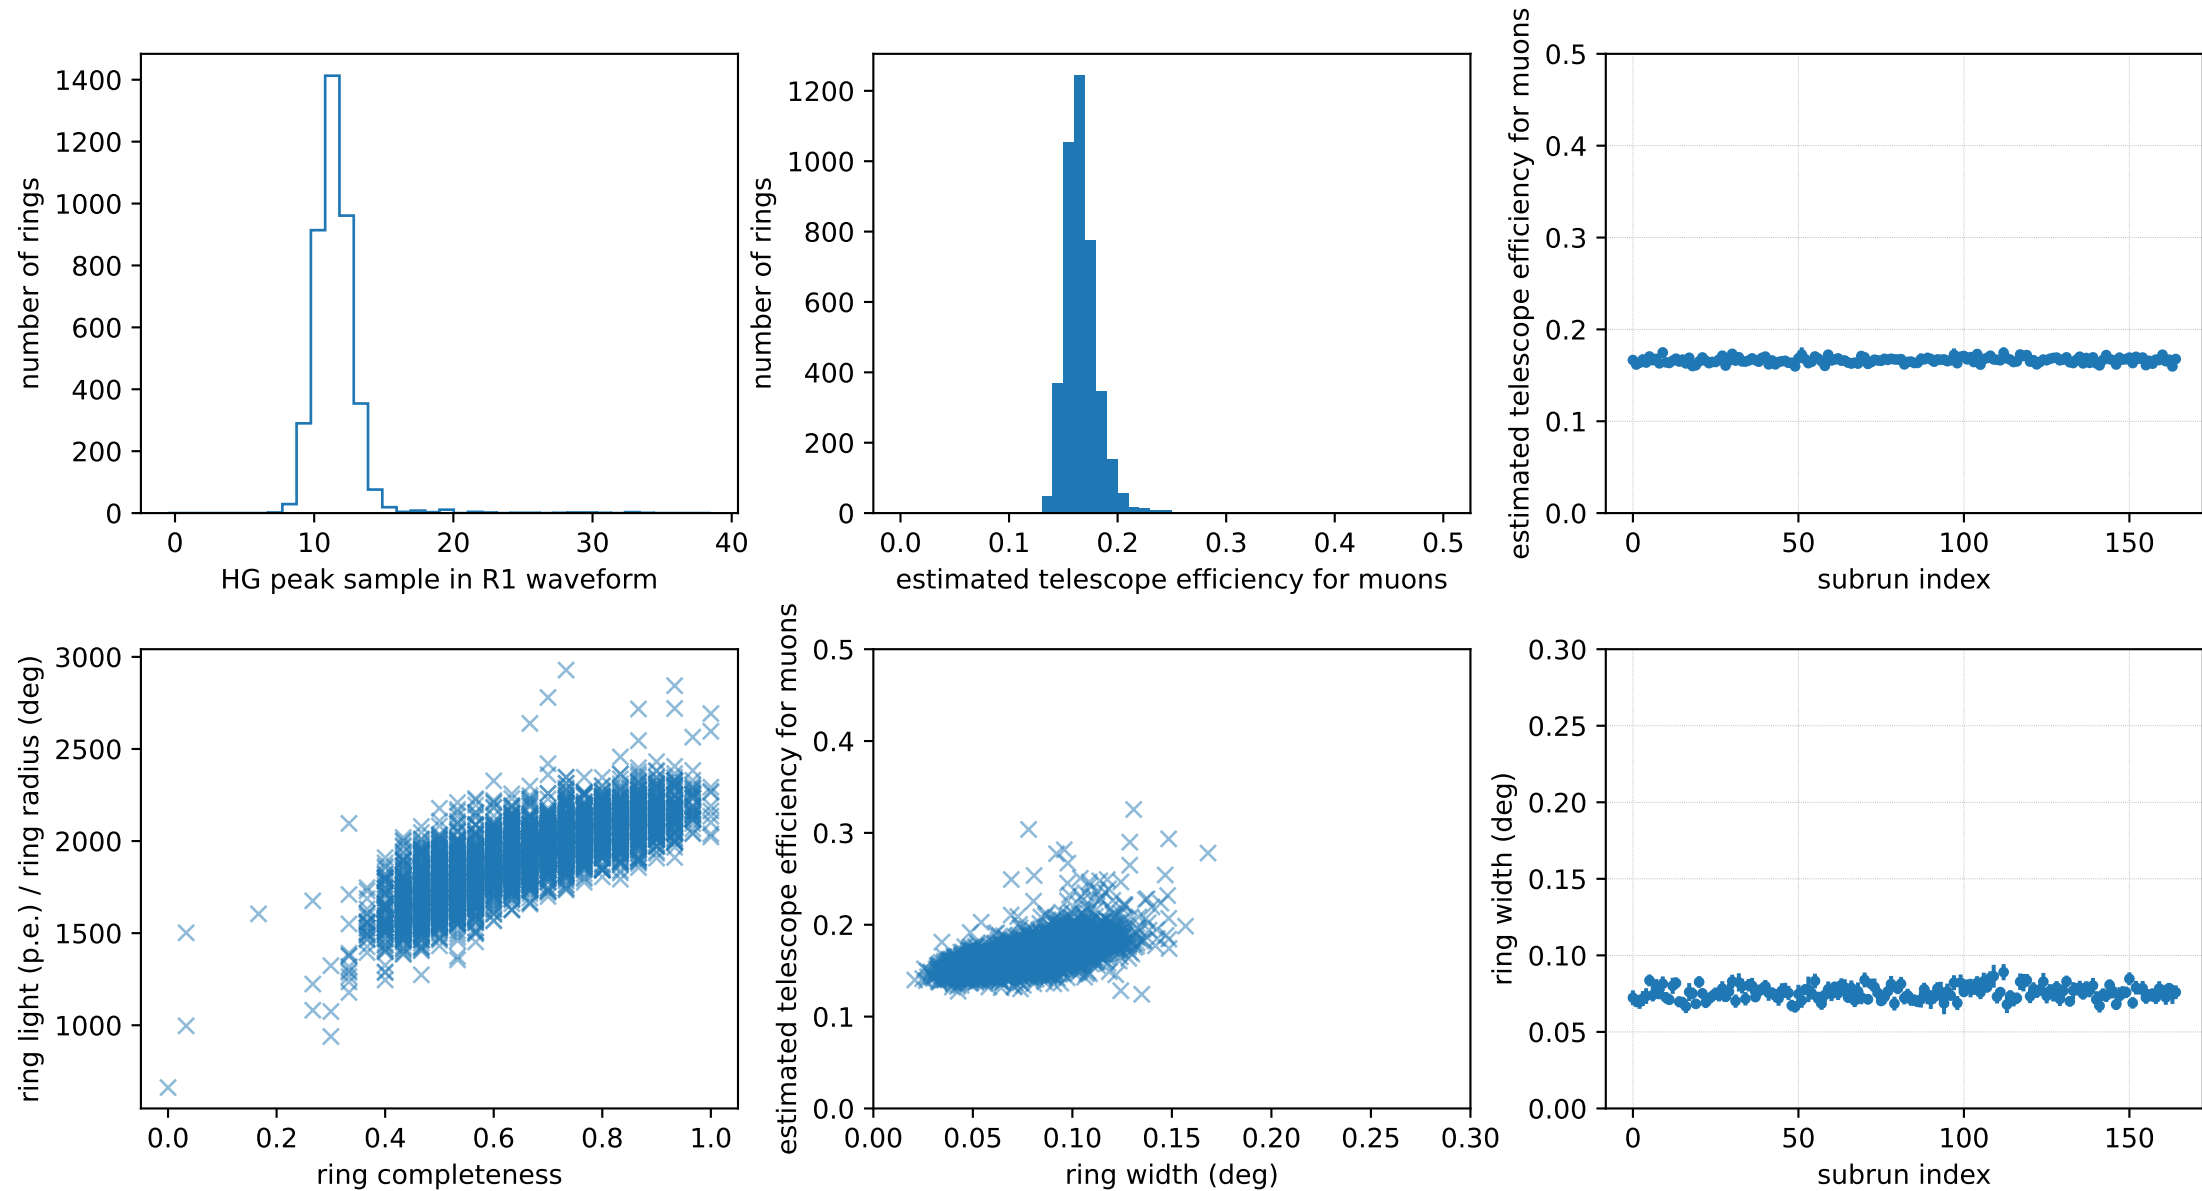 number of rings
1400
1200
1000
800
600
400
200
0
0 10 20 30 40
HG peak sample in R1 waveform
number of rings
1200
1000
800
600
400
200
0
0.0 0.1 0.2 0.3 0.4 0.5
estimated telescope efficiency for muons
estimated telescope efficiency for muons
0.5
0.4
0.3
0.2
0.1
0.0
0 50 100 150
subrun index
ring light (p.e.) / ring radius (deg)
3000
2500
2000
1500
1000
0.0 0.2 0.4 0.6 0.8 1.0
ring completeness
estimated telescope efficiency for muons
0.5
0.4
0.3
0.2
0.1
0.0
0.00 0.05 0.10 0.15 0.20 0.25 0.30
ring width (deg)
ring width (deg)
0.30
0.25
0.20
0.15
0.10
0.05
0.00
0 50 100 150
subrun index